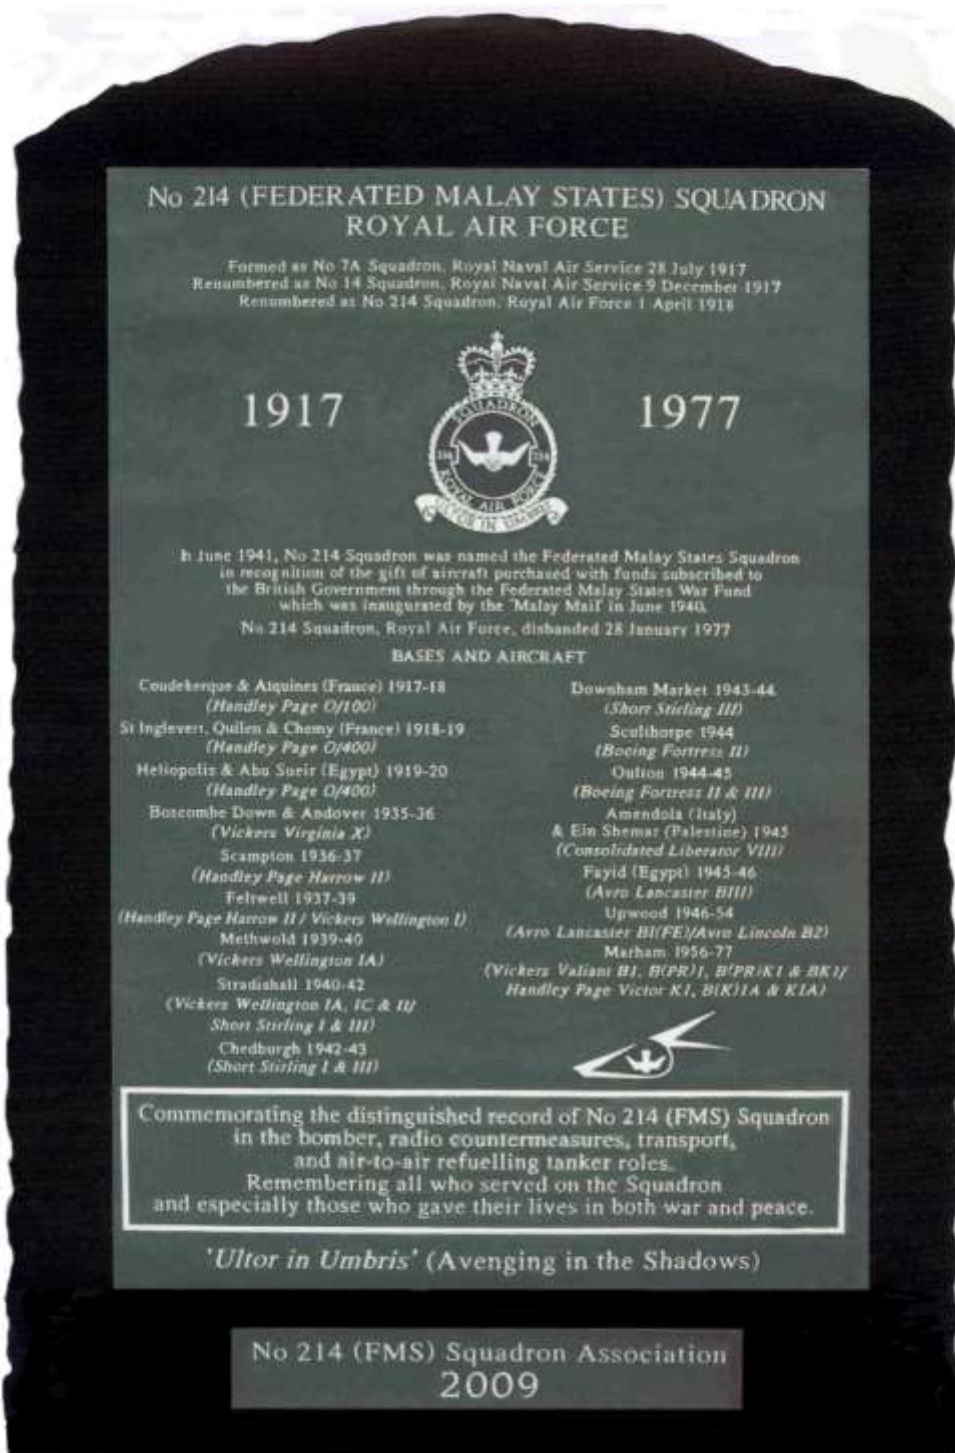 No 214 (FEDERATED MALAY STATES) SQUADRON
ROYAL AIR FORCE
Formed as No 7A Squadron, Royal Naval Air Service 28 July 1917
Renumbered as No 14 Squadron, Royal Naval Air Service 9 December 1917
Renumbered as No 214 Squadron, Royal Air Force 1 April 1918
1917
1977
SQUADRON
214
214
ROYAL AIR FORCE
ULTOR IN UMBRIS
In June 1941, No 214 Squadron was named the Federated Malay States Squadron
in recognition of the gift of aircraft purchased with funds subscribed to
the British Government through the Federated Malay States War Fund
which was inaugurated by the 'Malay Mail' in June 1940.
No 214 Squadron, Royal Air Force, disbanded 28 January 1977
BASES AND AIRCRAFT
Coudekerque & Alquines (France) 1917-18
(Handley Page O/100)
St Inglevert, Quilen & Chemy (France) 1918-19
(Handley Page O/400)
Heliopolis & Abu Sueir (Egypt) 1919-20
(Handley Page O/400)
Boscombe Down & Andover 1935-36
(Vickers Virginia X)
Scampton 1936-37
(Handley Page Harrow II)
Feltwell 1937-39
(Handley Page Harrow II / Vickers Wellington I)
Methwold 1939-40
(Vickers Wellington IA)
Stradishall 1940-42
(Vickers Wellington IA, IC & II/
Short Stirling I & III)
Chedburgh 1942-43
(Short Stirling I & III)
Downham Market 1943-44
(Short Stirling III)
Sculthorpe 1944
(Boeing Fortress II)
Oulton 1944-45
(Boeing Fortress II & III)
Amendola (Italy)
& Ein Shemar (Palestine) 1945
(Consolidated Liberator VIII)
Fayid (Egypt) 1945-46
(Avro Lancaster BIII)
Upwood 1946-54
(Avro Lancaster B1(FE)/Avro Lincoln B2)
Marham 1956-77
(Vickers Valiant B1, B(PR)1, B(PR)K1 & BK1/
Handley Page Victor K1, B(K)1A & K1A)
Commemorating the distinguished record of No 214 (FMS) Squadron
in the bomber, radio countermeasures, transport,
and air-to-air refuelling tanker roles.
Remembering all who served on the Squadron
and especially those who gave their lives in both war and peace.
'Ultor in Umbris' (Avenging in the Shadows)
No 214 (FMS) Squadron Association
2009